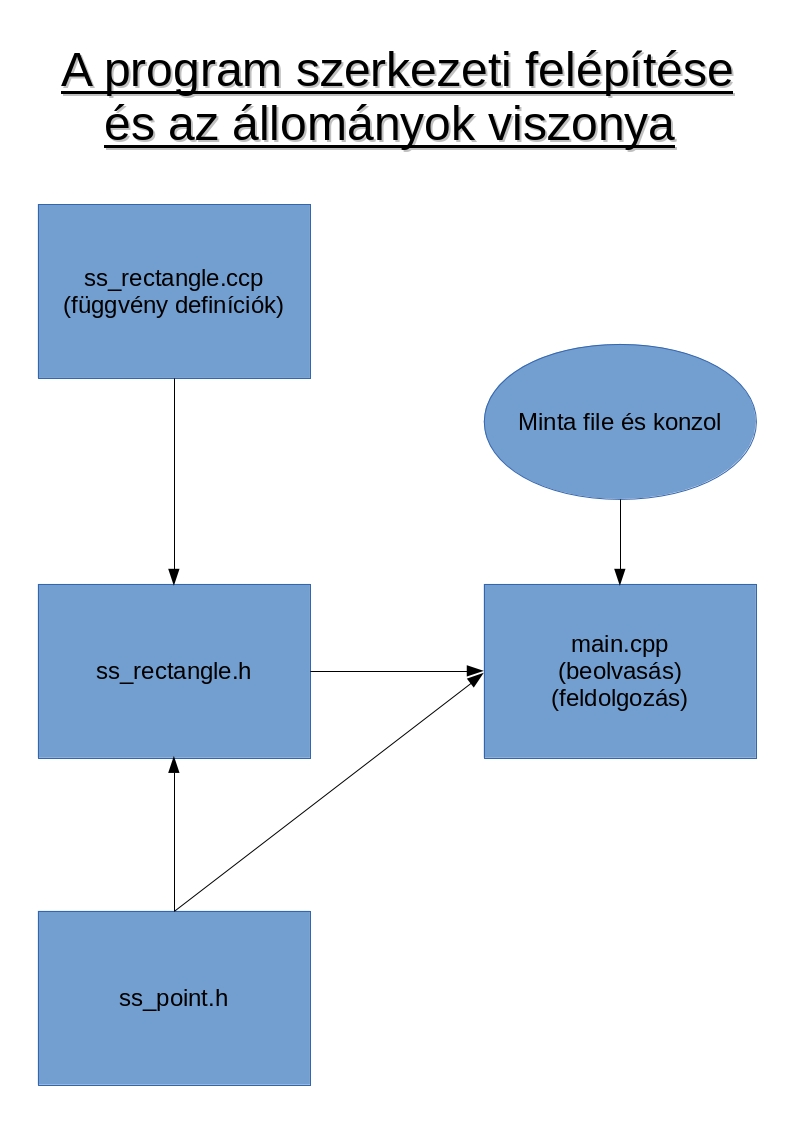 A program szerkezeti felépítése
és az állományok viszonya
ss_rectangle.ccp
(függvény definíciók)
Minta file és konzol
ss_rectangle.h
main.cpp
(beolvasás)
(feldolgozás)
ss_point.h